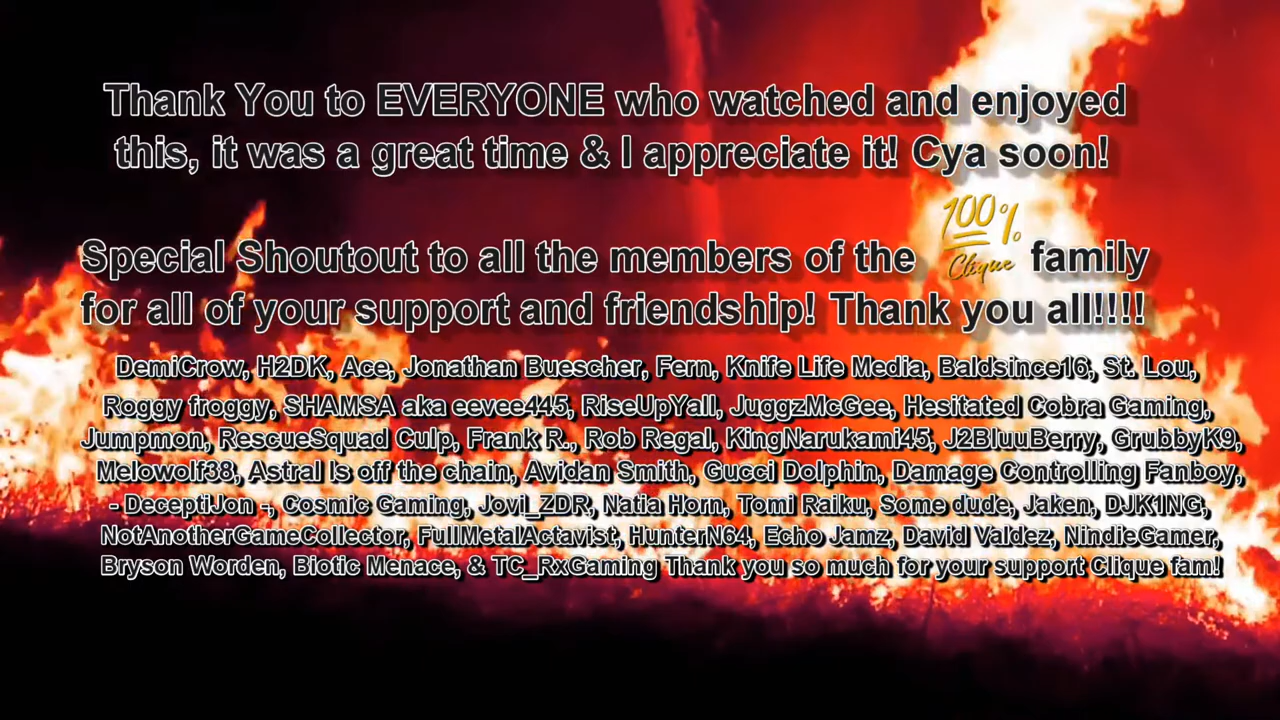 Thank You to EVERYONE who watched and enjoyed
this, it was a great time & I appreciate it! Cya soon!
Special Shoutout to all the members of the 100% Clique family
for all of your support and friendship! Thank you all!!!!
DemiCrow, H2DK, Ace, Jonathan Buescher, Fern, Knife Life Media, Baldsince16, St. Lou,
Roggy froggy, SHAMSA aka eevee445, RiseUpYall, JuggzMcGee, Hesitated Cobra Gaming,
Jumpmon, RescueSquad Culp, Frank R., Rob Regal, KingNarukami45, J2BluuBerry, GrubbyK9,
Melowolf38, Astral Is off the chain, Avidan Smith, Gucci Dolphin, Damage Controlling Fanboy,
- DeceptiJon -, Cosmic Gaming, Jovi_ZDR, Natia Horn, Tomi Raiku, Some dude, Jaken, DJK1NG,
NotAnotherGameCollector, FullMetalActavist, HunterN64, Echo Jamz, David Valdez, NindieGamer,
Bryson Worden, Biotic Menace, & TC_RxGaming Thank you so much for your support Clique fam!